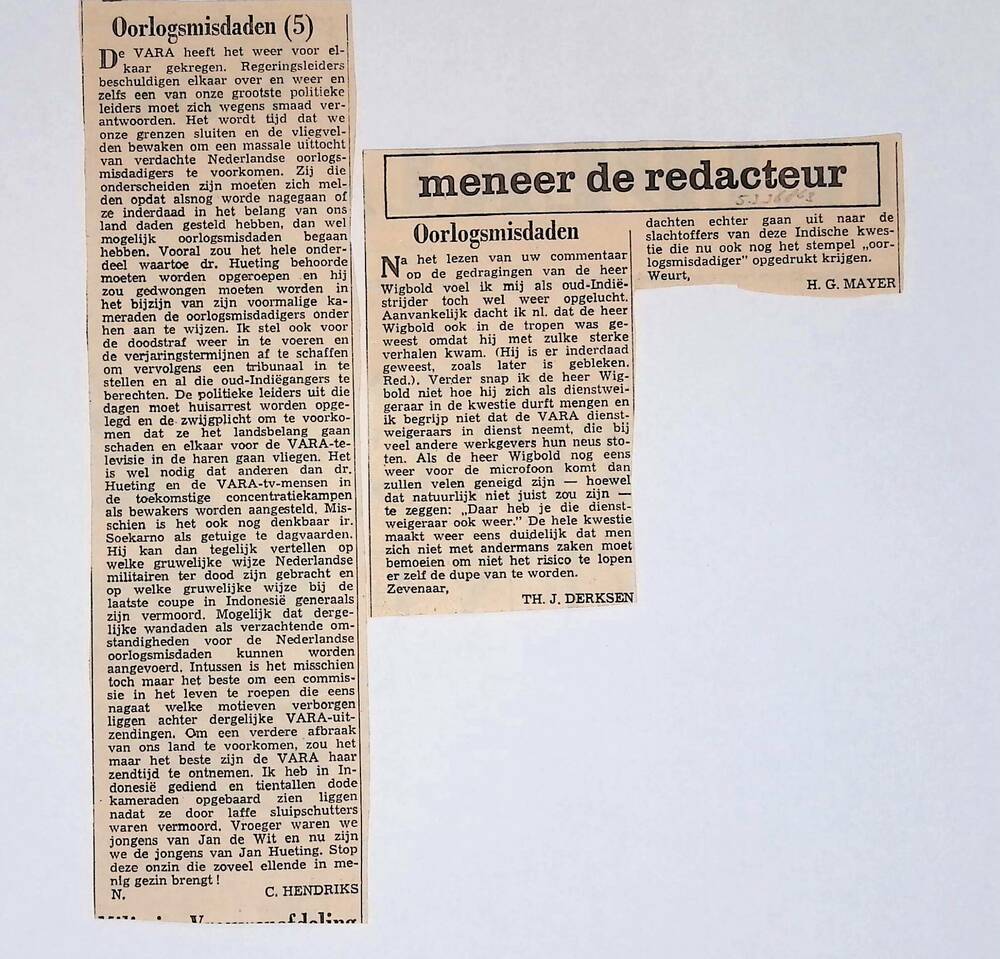 Oorlogsmisdaden (5)
De VARA heeft het weer voor el-
kaar gekregen. Regeringsleiders
beschuldigen elkaar over en weer en
zelfs een van onze grootste politieke
leiders moet zich wegens smaad ver-
antwoorden. Het wordt tijd dat we
onze grenzen sluiten en de vliegvel-
den bewaken om een massale uittocht
van verdachte Nederlandse oorlogs-
misdadigers te voorkomen. Zij die
onderscheiden zijn moeten zich mel-
den opdat alsnog worde nagegaan of
ze inderdaad in het belang van ons
land daden gesteld hebben, dan wel
mogelijk oorlogsmisdaden begaan
hebben. Vooral zou het hele onder-
deel waartoe dr. Hueting behoorde
moeten worden opgeroepen en hij
zou gedwongen moeten worden in
het bijzijn van zijn voormalige ka-
meraden de oorlogsmisdadigers onder
hen aan te wijzen. Ik stel ook voor
de doodstraf weer in te voeren en
de verjaringstermijnen af te schaffen
om vervolgens een tribunaal in te
stellen en al die oud-Indiëgangers te
berechten. De politieke leiders uit die
dagen moet huisarrest worden opge-
legd en de zwijgplicht om te voorko-
men dat ze het landsbelang gaan
schaden en elkaar voor de VARA-te-
levisie in de haren gaan vliegen. Het
is wel nodig dat anderen dan dr.
Hueting en de VARA-tv-mensen in
de toekomstige concentratiekampen
als bewakers worden aangesteld. Mis-
schien is het ook nog denkbaar ir.
Soekarno als getuige te dagvaarden.
Hij kan dan tegelijk vertellen op
welke gruwelijke wijze Nederlandse
militairen ter dood zijn gebracht en
op welke gruwelijke wijze bij de
laatste coupe in Indonesië generaals
zijn vermoord. Mogelijk dat derge-
lijke wandaden als verzachtende om-
standigheden voor de Nederlandse
oorlogsmisdaden kunnen worden
aangevoerd. Intussen is het misschien
toch maar het beste om een commis-
sie in het leven te roepen die eens
nagaat welke motieven verborgen
liggen achter dergelijke VARA-uit-
zendingen. Om een verdere afbraak
van ons land te voorkomen, zou het
maar het beste zijn de VARA haar
zendtijd te ontnemen. Ik heb in In-
donesië gediend en tientallen dode
kameraden opgebaard zien liggen
nadat ze door laffe sluipschutters
waren vermoord. Vroeger waren we
jongens van Jan de Wit en nu zijn
we de jongens van Jan Hueting. Stop
deze onzin die zoveel ellende in me-
nig gezin brengt!
N. C. HENDRIKS
meneer de redacteur
Oorlogsmisdaden
Na het lezen van uw commentaar
op de gedragingen van de heer
Wigbold voel ik mij als oud-Indië-
strijder toch wel weer opgelucht.
Aanvankelijk dacht ik nl. dat de heer
Wigbold ook in de tropen was ge-
weest omdat hij met zulke sterke
verhalen kwam. (Hij is er inderdaad
geweest, zoals later is gebleken.
Red.). Verder snap ik de heer Wig-
bold niet hoe hij zich als dienstwei-
geraar in de kwestie durft mengen en
ik begrijp niet dat de VARA dienst-
weigeraars in dienst neemt, die bij
veel andere werkgevers hun neus sto-
ten. Als de heer Wigbold nog eens
weer voor de microfoon komt dan
zullen velen geneigd zijn — hoewel
dat natuurlijk niet juist zou zijn —
te zeggen: „Daar heb je die dienst-
weigeraar ook weer.” De hele kwestie
maakt weer eens duidelijk dat men
zich niet met andermans zaken moet
bemoeien om niet het risico te lopen
er zelf de dupe van te worden.
Zevenaar,
TH. J. DERKSEN
dachten echter gaan uit naar de
slachtoffers van deze Indische kwes-
tie die nu ook nog het stempel „oor-
logsmisdadiger” opgedrukt krijgen.
Weurt,
H. G. MAYER